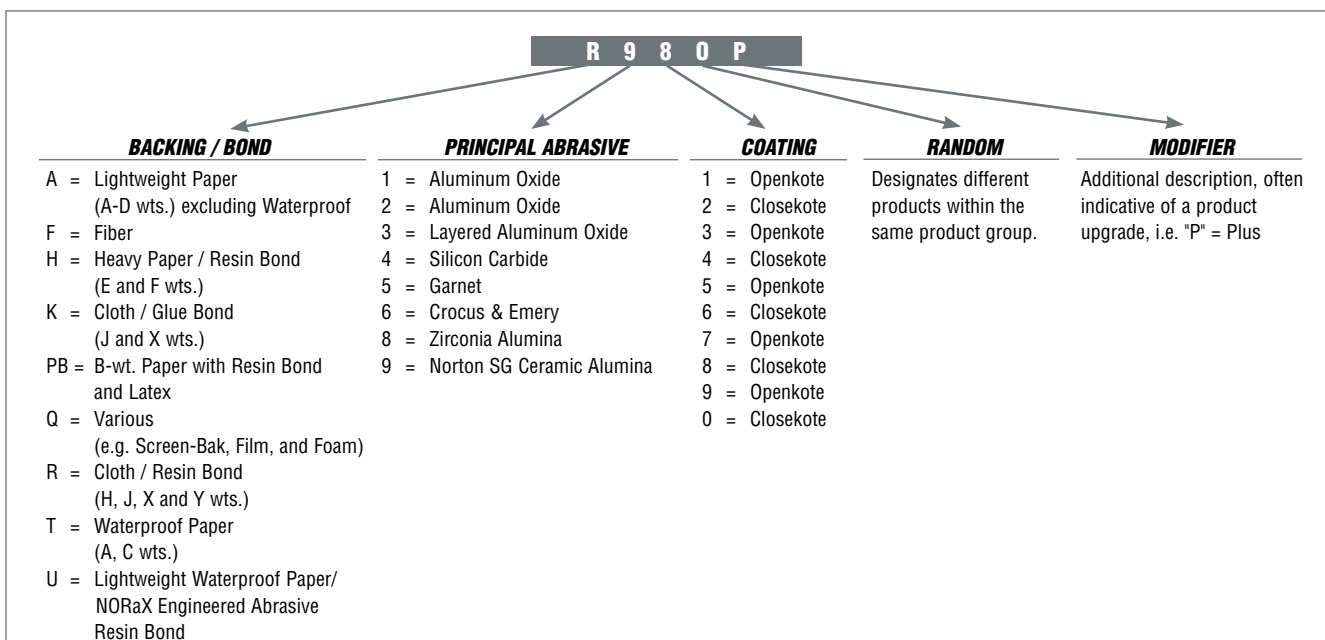 R 9 8 0 P
BACKING / BOND
A = Lightweight Paper
(A-D wts.) excluding Waterproof
F = Fiber
H = Heavy Paper / Resin Bond
(E and F wts.)
K = Cloth / Glue Bond
(J and X wts.)
PB = B-wt. Paper with Resin Bond
and Latex
Q = Various
(e.g. Screen-Bak, Film, and Foam)
R = Cloth / Resin Bond
(H, J, X and Y wts.)
T = Waterproof Paper
(A, C wts.)
U = Lightweight Waterproof Paper/
NORaX Engineered Abrasive
Resin Bond
PRINCIPAL ABRASIVE
1 = Aluminum Oxide
2 = Aluminum Oxide
3 = Layered Aluminum Oxide
4 = Silicon Carbide
5 = Garnet
6 = Crocus & Emery
8 = Zirconia Alumina
9 = Norton SG Ceramic Alumina
COATING
1 = Openkote
2 = Closekote
3 = Openkote
4 = Closekote
5 = Openkote
6 = Closekote
7 = Openkote
8 = Closekote
9 = Openkote
0 = Closekote
RANDOM
Designates different
products within the
same product group.
MODIFIER
Additional description, often
indicative of a product
upgrade, i.e. "P" = Plus